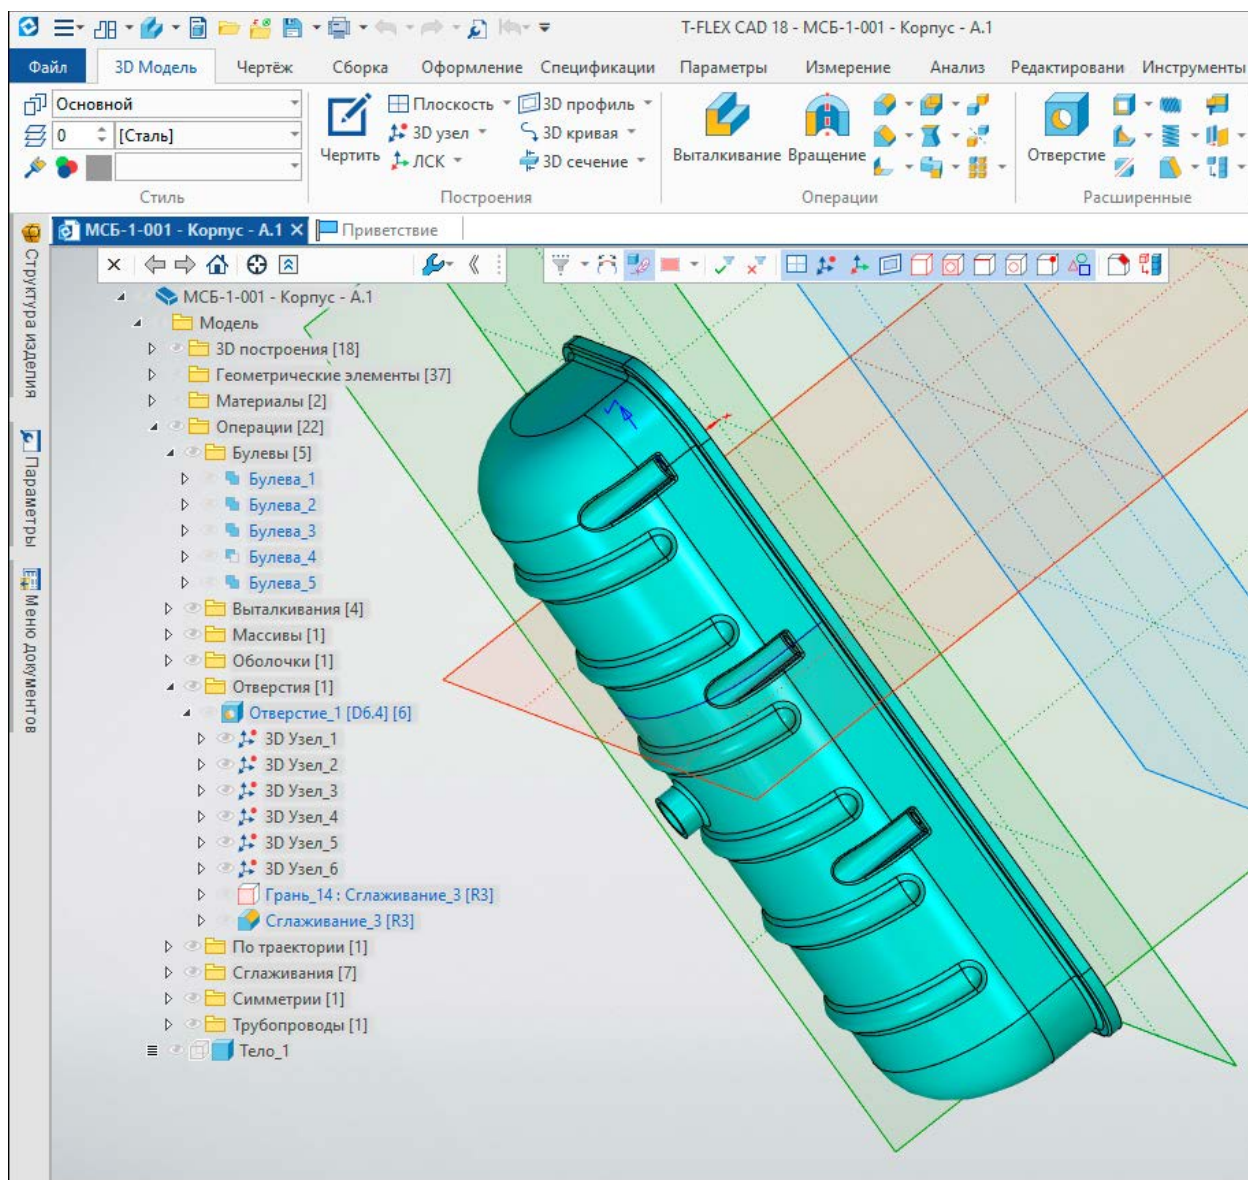 T-FLEX CAD 18 - МСБ-1-001 - Корпус - А.1
Файл 3D Модель Чертёж Сборка Оформление Спецификации Параметры Измерение Анализ Редактировани Инструменты
Основной
0 [Сталь]
Чертить
Плоскость
3D узел
ЛСК
3D профиль
3D кривая
3D сечение
Выталкивание Вращение
Отверстие
Стиль Построения Операции Расширенные
МСБ-1-001 - Корпус - А.1 Приветствие
Структура изделия
Параметры
Меню документов
МСБ-1-001 - Корпус - А.1
Модель
3D построения [18]
Геометрические элементы [37]
Материалы [2]
Операции [22]
Булевы [5]
Булева_1
Булева_2
Булева_3
Булева_4
Булева_5
Выталкивания [4]
Массивы [1]
Оболочки [1]
Отверстия [1]
Отверстие_1 [D6.4] [6]
3D Узел_1
3D Узел_2
3D Узел_3
3D Узел_4
3D Узел_5
3D Узел_6
Грань_14 : Сглаживание_3 [R3]
Сглаживание_3 [R3]
По траектории [1]
Сглаживания [7]
Симметрии [1]
Трубопроводы [1]
Тело_1